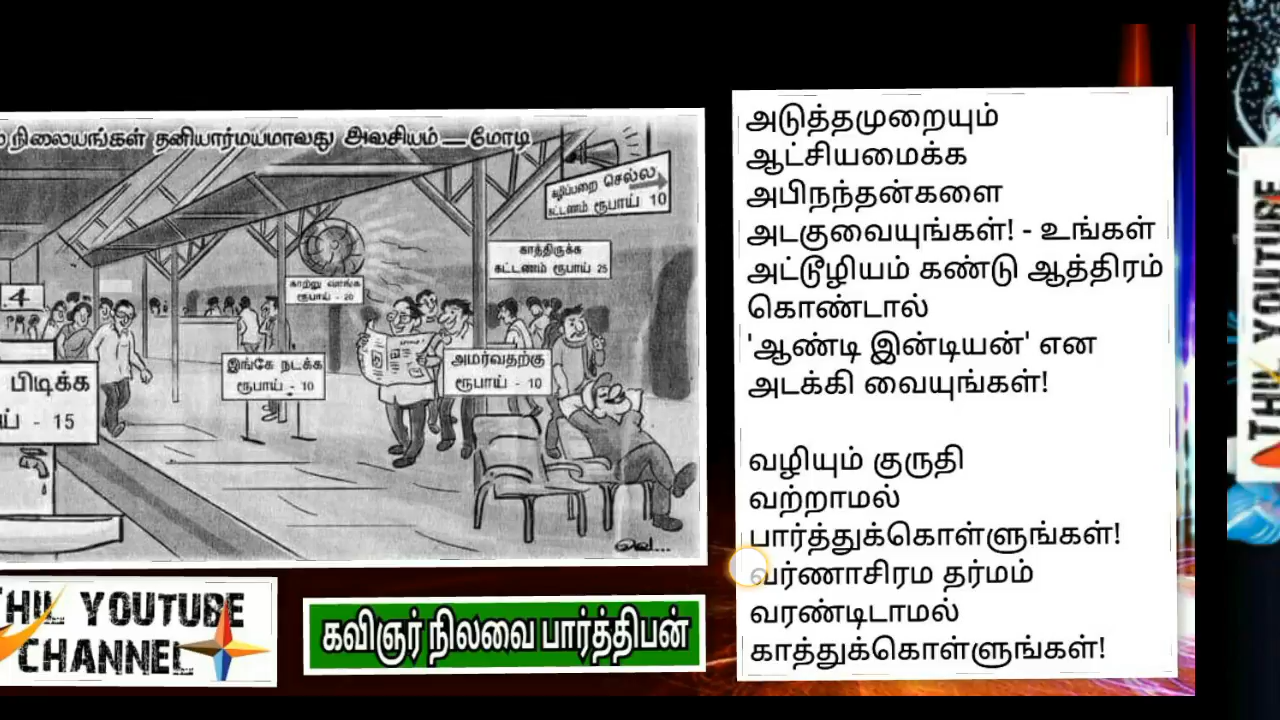 நிலையங்கள் தனியார்மயமாவது அவசியம் — மோடி
கழிப்பறை செல்ல
கட்டணம் ரூபாய் 10
காத்திருக்க
கட்டணம் ரூபாய் 25
காற்று வாங்க
ரூபாய் - 20
4
இங்கே நடக்க
ரூபாய் - 10
அமர்வதற்கு
ரூபாய் - 10
பிடிக்க
ய் - 15
THIL YOUTUBE
CHANNEL
கவிஞர் நிலவை பார்த்திபன்
அடுத்தமுறையும்
ஆட்சியமைக்க
அபிநந்தன்களை
அடகுவையுங்கள்! - உங்கள்
அட்டூழியம் கண்டு ஆத்திரம்
கொண்டால்
'ஆண்டி இன்டியன்' என
அடக்கி வையுங்கள்!
வழியும் குருதி
வற்றாமல்
பார்த்துக்கொள்ளுங்கள்!
வர்ணாசிரம தர்மம்
வரண்டிடாமல்
காத்துக்கொள்ளுங்கள்!
THIL YOUTUBE